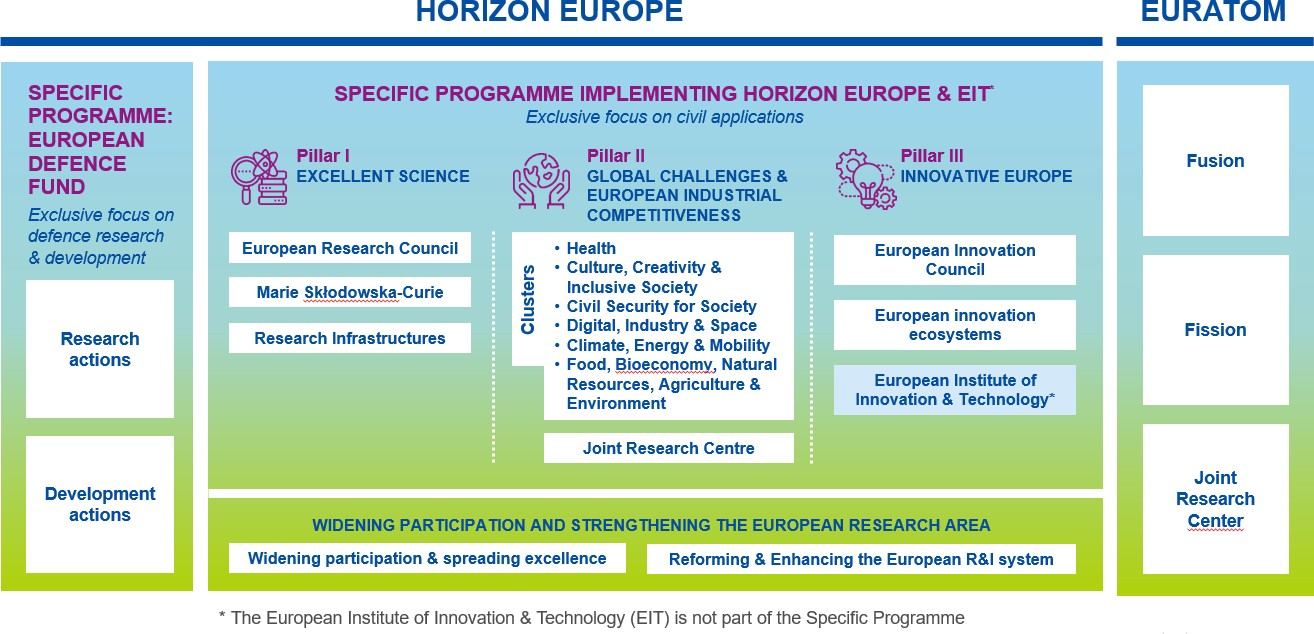 HORIZON EUROPE
EURATOM
SPECIFIC
PROGRAMME:
EUROPEAN
DEFENCE
FUND
Exclusive focus on
defence research
& development
Research
actions
Development
actions
SPECIFIC PROGRAMME IMPLEMENTING HORIZON EUROPE & EIT*
Exclusive focus on civil applications
Pillar I
EXCELLENT SCIENCE
European Research Council
Marie Skłodowska-Curie
Research Infrastructures
Pillar II
GLOBAL CHALLENGES &
EUROPEAN INDUSTRIAL
COMPETITIVENESS
Clusters
• Health
• Culture, Creativity &
Inclusive Society
• Civil Security for Society
• Digital, Industry & Space
• Climate, Energy & Mobility
• Food, Bioeconomy, Natural
Resources, Agriculture &
Environment
Joint Research Centre
Pillar III
INNOVATIVE EUROPE
European Innovation
Council
European innovation
ecosystems
European Institute of
Innovation & Technology*
WIDENING PARTICIPATION AND STRENGTHENING THE EUROPEAN RESEARCH AREA
Widening participation & spreading excellence
Reforming & Enhancing the European R&I system
Fusion
Fission
Joint
Research
Center
* The European Institute of Innovation & Technology (EIT) is not part of the Specific Programme